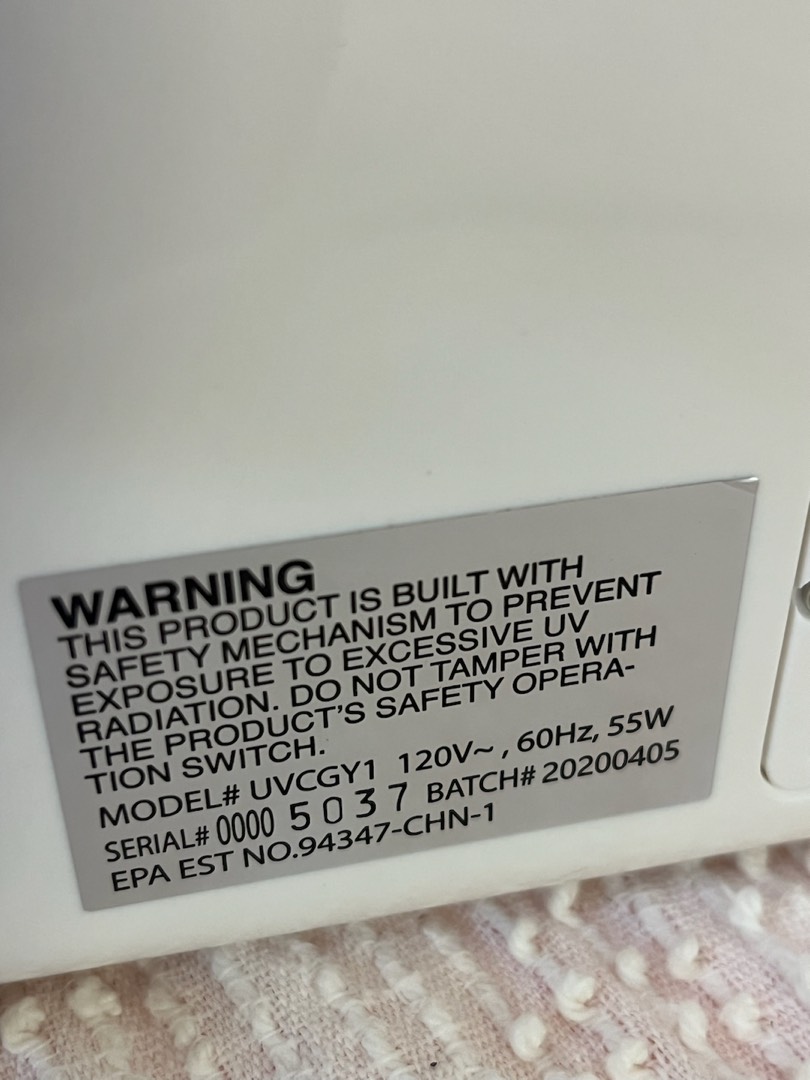 WARNING
THIS PRODUCT IS BUILT WITH
SAFETY MECHANISM TO PREVENT
EXPOSURE TO EXCESSIVE UV
RADIATION. DO NOT TAMPER WITH
THE PRODUCT'S SAFETY OPERA-
TION SWITCH.
MODEL# UVCGY1 120V~ , 60Hz, 55W
SERIAL# 0000 5037 BATCH# 20200405
EPA EST NO.94347-CHN-1